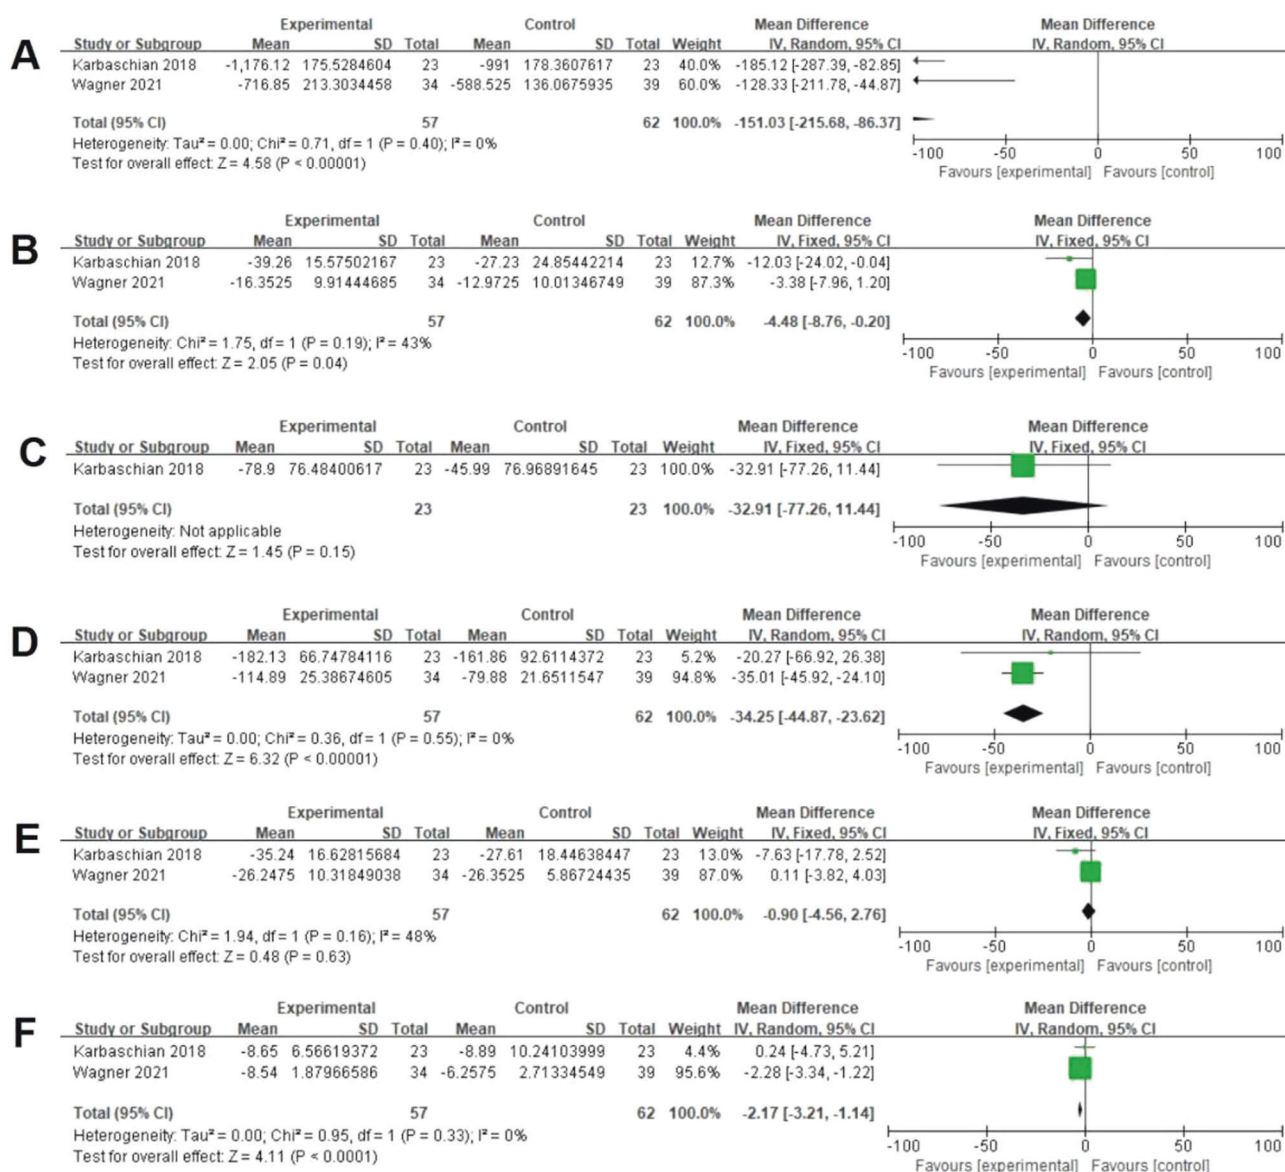 A
Experimental Control Mean Difference Mean Difference
Study or Subgroup Mean SD Total Mean SD Total Weight IV, Random, 95% CI IV, Random, 95% CI
Karbaschian 2018 -1,176.12 175.5284604 23 -991 178.3607617 23 40.0% -185.12 [-287.39, -82.85]
Wagner 2021 -716.85 213.3034458 34 -588.525 136.0675935 39 60.0% -128.33 [-211.78, -44.87]
Total (95% CI) 57 62 100.0% -151.03 [-215.68, -86.37]
Heterogeneity: Tau² = 0.00; Chi² = 0.71, df = 1 (P = 0.40); I² = 0%
Test for overall effect: Z = 4.58 (P < 0.00001)
-100 -50 0 50 100
Favours [experimental] Favours [control]
B
Experimental Control Mean Difference Mean Difference
Study or Subgroup Mean SD Total Mean SD Total Weight IV, Fixed, 95% CI IV, Fixed, 95% CI
Karbaschian 2018 -39.26 15.57502167 23 -27.23 24.85442214 23 12.7% -12.03 [-24.02, -0.04]
Wagner 2021 -16.3525 9.91444685 34 -12.9725 10.01346749 39 87.3% -3.38 [-7.96, 1.20]
Total (95% CI) 57 62 100.0% -4.48 [-8.76, -0.20]
Heterogeneity: Chi² = 1.75, df = 1 (P = 0.19); I² = 43%
Test for overall effect: Z = 2.05 (P = 0.04)
-100 -50 0 50 100
Favours [experimental] Favours [control]
C
Experimental Control Mean Difference Mean Difference
Study or Subgroup Mean SD Total Mean SD Total Weight IV, Fixed, 95% CI IV, Fixed, 95% CI
Karbaschian 2018 -78.9 76.48400617 23 -45.99 76.96891645 23 100.0% -32.91 [-77.26, 11.44]
Total (95% CI) 23 23 100.0% -32.91 [-77.26, 11.44]
Heterogeneity: Not applicable
Test for overall effect: Z = 1.45 (P = 0.15)
-100 -50 0 50 100
Favours [experimental] Favours [control]
D
Experimental Control Mean Difference Mean Difference
Study or Subgroup Mean SD Total Mean SD Total Weight IV, Random, 95% CI IV, Random, 95% CI
Karbaschian 2018 -182.13 66.74784116 23 -161.86 92.6114372 23 5.2% -20.27 [-66.92, 26.38]
Wagner 2021 -114.89 25.38674605 34 -79.88 21.6511547 39 94.8% -35.01 [-45.92, -24.10]
Total (95% CI) 57 62 100.0% -34.25 [-44.87, -23.62]
Heterogeneity: Tau² = 0.00; Chi² = 0.36, df = 1 (P = 0.55); I² = 0%
Test for overall effect: Z = 6.32 (P < 0.00001)
-100 -50 0 50 100
Favours [experimental] Favours [control]
E
Experimental Control Mean Difference Mean Difference
Study or Subgroup Mean SD Total Mean SD Total Weight IV, Fixed, 95% CI IV, Fixed, 95% CI
Karbaschian 2018 -35.24 16.62815684 23 -27.61 18.44638447 23 13.0% -7.63 [-17.78, 2.52]
Wagner 2021 -26.2475 10.31849038 34 -26.3525 5.86724435 39 87.0% 0.11 [-3.82, 4.03]
Total (95% CI) 57 62 100.0% -0.90 [-4.56, 2.76]
Heterogeneity: Chi² = 1.94, df = 1 (P = 0.16); I² = 48%
Test for overall effect: Z = 0.48 (P = 0.63)
-100 -50 0 50 100
Favours [experimental] Favours [control]
F
Experimental Control Mean Difference Mean Difference
Study or Subgroup Mean SD Total Mean SD Total Weight IV, Random, 95% CI IV, Random, 95% CI
Karbaschian 2018 -8.65 6.56619372 23 -8.89 10.24103999 23 4.4% 0.24 [-4.73, 5.21]
Wagner 2021 -8.54 1.87966586 34 -6.2575 2.71334549 39 95.6% -2.28 [-3.34, -1.22]
Total (95% CI) 57 62 100.0% -2.17 [-3.21, -1.14]
Heterogeneity: Tau² = 0.00; Chi² = 0.95, df = 1 (P = 0.33); I² = 0%
Test for overall effect: Z = 4.11 (P < 0.0001)
-100 -50 0 50 100
Favours [experimental] Favours [control]